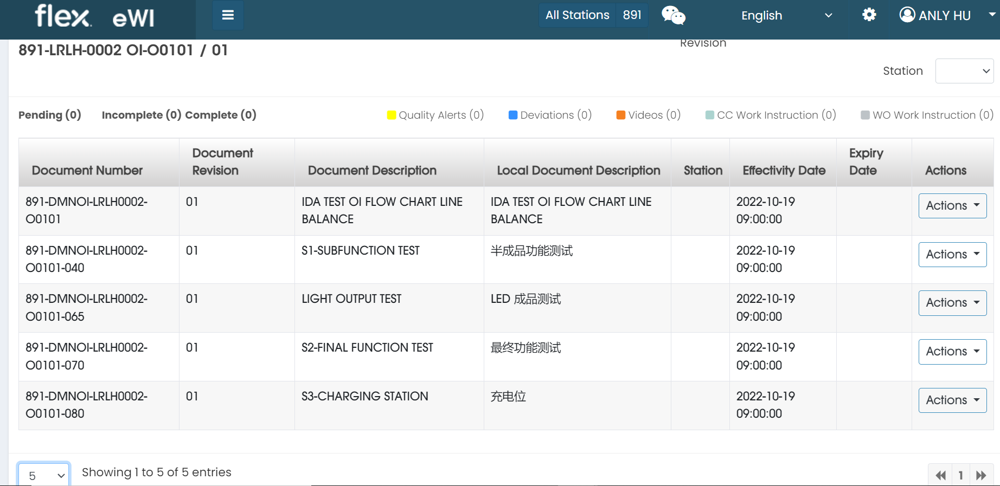 flex. eWI
All Stations 891
English
ANLY HU
891-LRLH-0002 OI-O0101 / 01
Revision
Station
Pending (0) Incomplete (0) Complete (0)
Quality Alerts (0) Deviations (0) Videos (0) CC Work Instruction (0) WO Work Instruction (0)
Document Number
Document
Revision
Document Description
Local Document Description
Station
Effectivity Date
Expiry
Date
Actions
891-DMNOI-LRLH0002-
O0101
01
IDA TEST OI FLOW CHART LINE
BALANCE
IDA TEST OI FLOW CHART LINE
BALANCE
2022-10-19
09:00:00
Actions
891-DMNOI-LRLH0002-
O0101-040
01
S1-SUBFUNCTION TEST
半成品功能测试
2022-10-19
09:00:00
Actions
891-DMNOI-LRLH0002-
O0101-065
01
LIGHT OUTPUT TEST
LED 成品测试
2022-10-19
09:00:00
Actions
891-DMNOI-LRLH0002-
O0101-070
01
S2-FINAL FUNCTION TEST
最终功能测试
2022-10-19
09:00:00
Actions
891-DMNOI-LRLH0002-
O0101-080
01
S3-CHARGING STATION
充电位
2022-10-19
09:00:00
Actions
5
Showing 1 to 5 of 5 entries
1